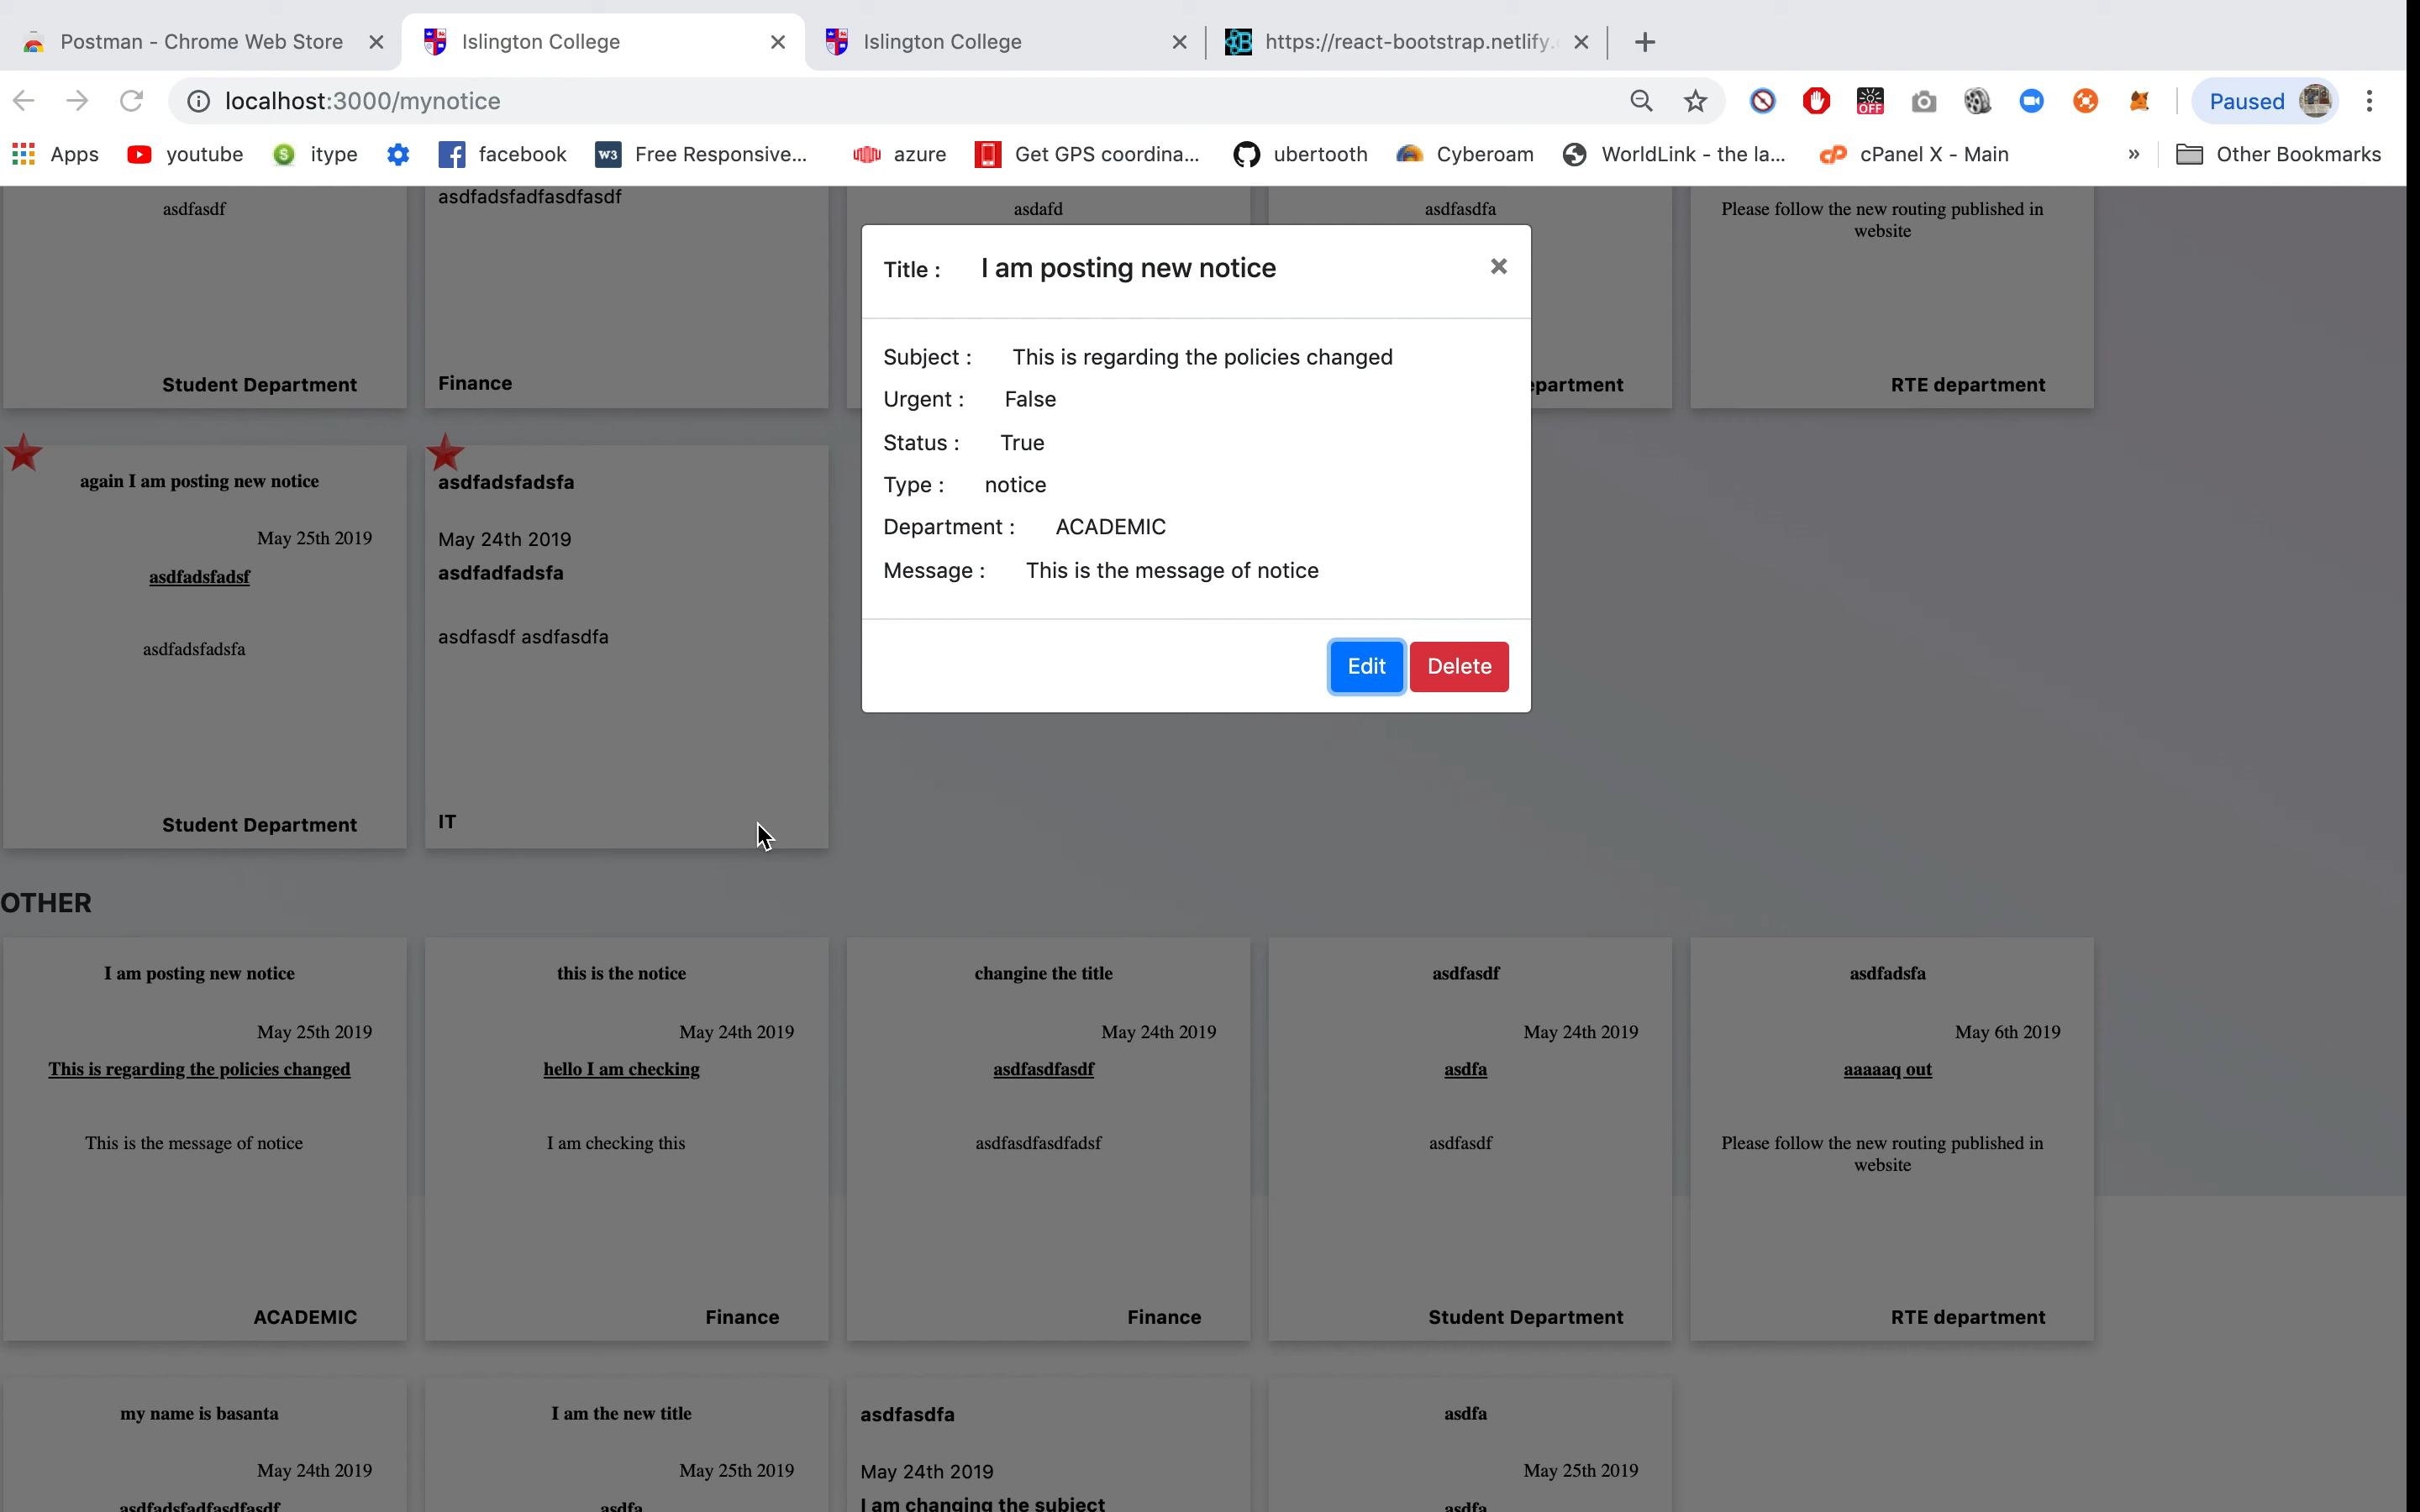 Postman - Chrome Web Store
Islington College
Islington College
https://react-bootstrap.netlify.
localhost:3000/mynotice
OFF
Paused
Apps
youtube
itype
facebook
w3
Free Responsive...
azure
Get GPS coordina...
ubertooth
Cyberoam
WorldLink - the la...
cPanel X - Main
»
Other Bookmarks
asdfasdf
asdfadsfadfasdfasdf
asdafd
asdfasdfa
Please follow the new routing published in
website
Student Department
Finance
epartment
RTE department
Title : I am posting new notice
Subject : This is regarding the policies changed
Urgent : False
Status : True
Type : notice
Department : ACADEMIC
Message : This is the message of notice
Edit Delete
again I am posting new notice
May 25th 2019
asdfadsfadsf
asdfadsfadsfa
Student Department
asdfadsfadsfa
May 24th 2019
asdfadfadsfa
asdfasdf asdfasdfa
IT
OTHER
I am posting new notice
May 25th 2019
This is regarding the policies changed
This is the message of notice
ACADEMIC
this is the notice
May 24th 2019
hello I am checking
I am checking this
Finance
changine the title
May 24th 2019
asdfasdfasdf
asdfasdfasdfadsf
Finance
asdfasdf
May 24th 2019
asdfa
asdfasdf
Student Department
asdfadsfa
May 6th 2019
aaaaaq out
Please follow the new routing published in
website
RTE department
my name is basanta
May 24th 2019
asdfadsfadfasdfasdf
I am the new title
May 25th 2019
asdfa
asdfasdfa
May 24th 2019
I am changing the subject
asdfa
May 25th 2019
asdfa